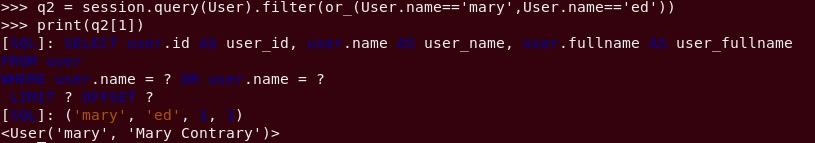 >>> q2 = session.query(User).filter(or_(User.name=='mary',User.name=='ed'))
>>> print(q2[1])
[SQL]: SELECT user.id AS user_id, user.name AS user_name, user.fullname AS user_fullname
FROM user
WHERE user.name = ? OR user.name = ?
 LIMIT ? OFFSET ?
[SQL]: ('mary', 'ed', 1, 1)
<User('mary', 'Mary Contrary')>